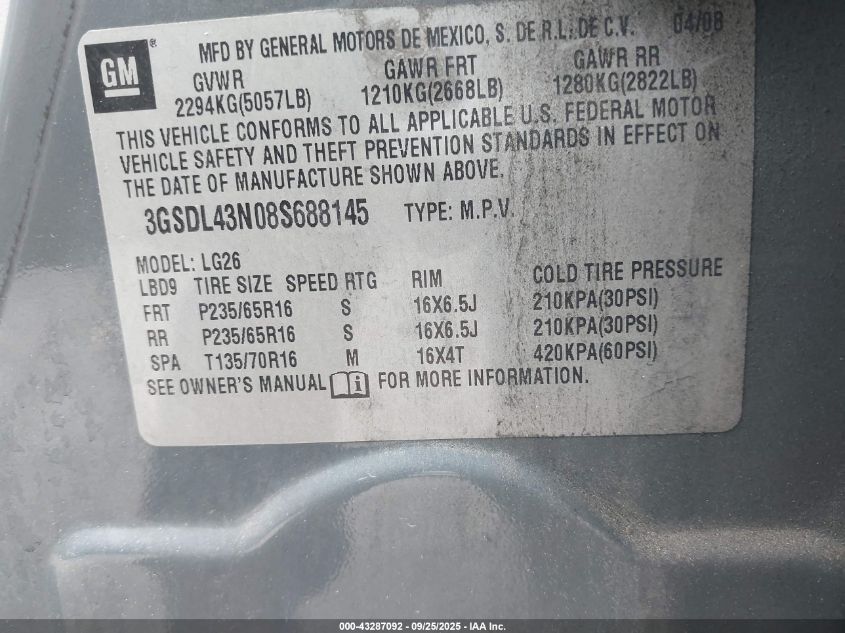 GM ®
MFD BY GENERAL MOTORS DE MEXICO, S. DE R.L. DE C.V. 04/08
GVWR GAWR FRT GAWR RR
2294KG(5057LB) 1210KG(2668LB) 1280KG(2822LB)
THIS VEHICLE CONFORMS TO ALL APPLICABLE U.S. FEDERAL MOTOR
VEHICLE SAFETY AND THEFT PREVENTION STANDARDS IN EFFECT ON
THE DATE OF MANUFACTURE SHOWN ABOVE.
3GSDL43N08S688145 TYPE: M.P.V.
MODEL: LG26
LBD9 TIRE SIZE SPEED RTG RIM COLD TIRE PRESSURE
FRT P235/65R16 S 16X6.5J 210KPA(30PSI)
RR P235/65R16 S 16X6.5J 210KPA(30PSI)
SPA T135/70R16 M 16X4T 420KPA(60PSI)
SEE OWNER'S MANUAL i FOR MORE INFORMATION.
000-43287092 - 09/25/2025 - IAA Inc.